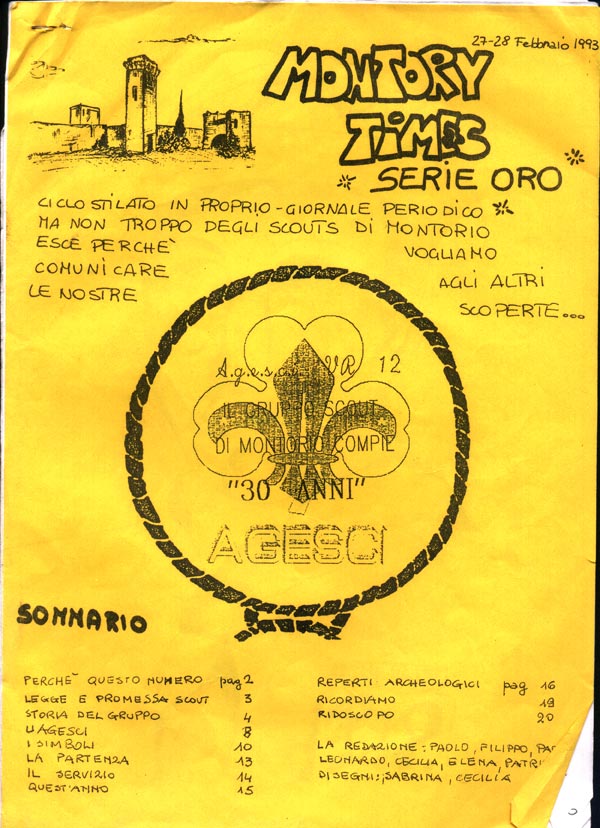 27-28 Febbraio 1993
MONTORY
TIMES
SERIE ORO
CICLOSTILATO IN PROPRIO - GIORNALE PERIODICO
MA NON TROPPO DEGLI SCOUTS DI MONTORIO
ESCE PERCHÈ VOGLIAMO
COMUNICARE AGLI ALTRI
LE NOSTRE SCOPERTE...
A.g.e.s.c.i. VR 12
IL GRUPPO SCOUT
DI MONTORIO COMPIE
"30 ANNI"
AGESCI
SOMMARIO
PERCHÈ QUESTO NUMERO pag 2
LEGGE E PROMESSA SCOUT 3
STORIA DEL GRUPPO 4
L'AGESCI 8
I SIMBOLI 10
LA PARTENZA 13
IL SERVIZIO 14
QUEST'ANNO 15
REPERTI ARCHEOLOGICI pag 16
RICORDIAMO 19
RIDOSCOPO 20
LA REDAZIONE: PAOLO, FILIPPO,
LEONARDO, CECILIA, ELENA, PATRI
DISEGNI: SABRINA, CECILIA